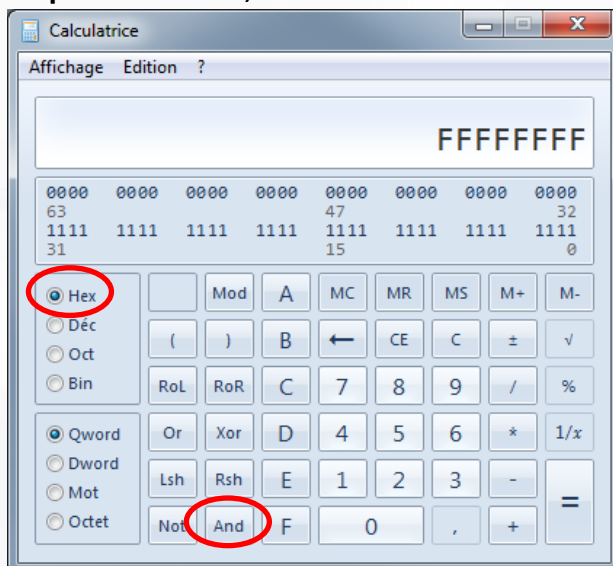 Calculatrice
Affichage Edition ?
FFFFFFFF
0000 0000 0000 0000 0000 0000 0000 0000
63 47 32
1111 1111 1111 1111 1111 1111 1111 1111
31 15 0
Hex Mod A MC MR MS M+ M-
Déc
Oct ( ) B ← CE C ± √
Bin RoL RoR C 7 8 9 / %
Qword Or Xor D 4 5 6 * 1/x
Dword
Mot Lsh Rsh E 1 2 3 - =
Octet Not And F 0 , +